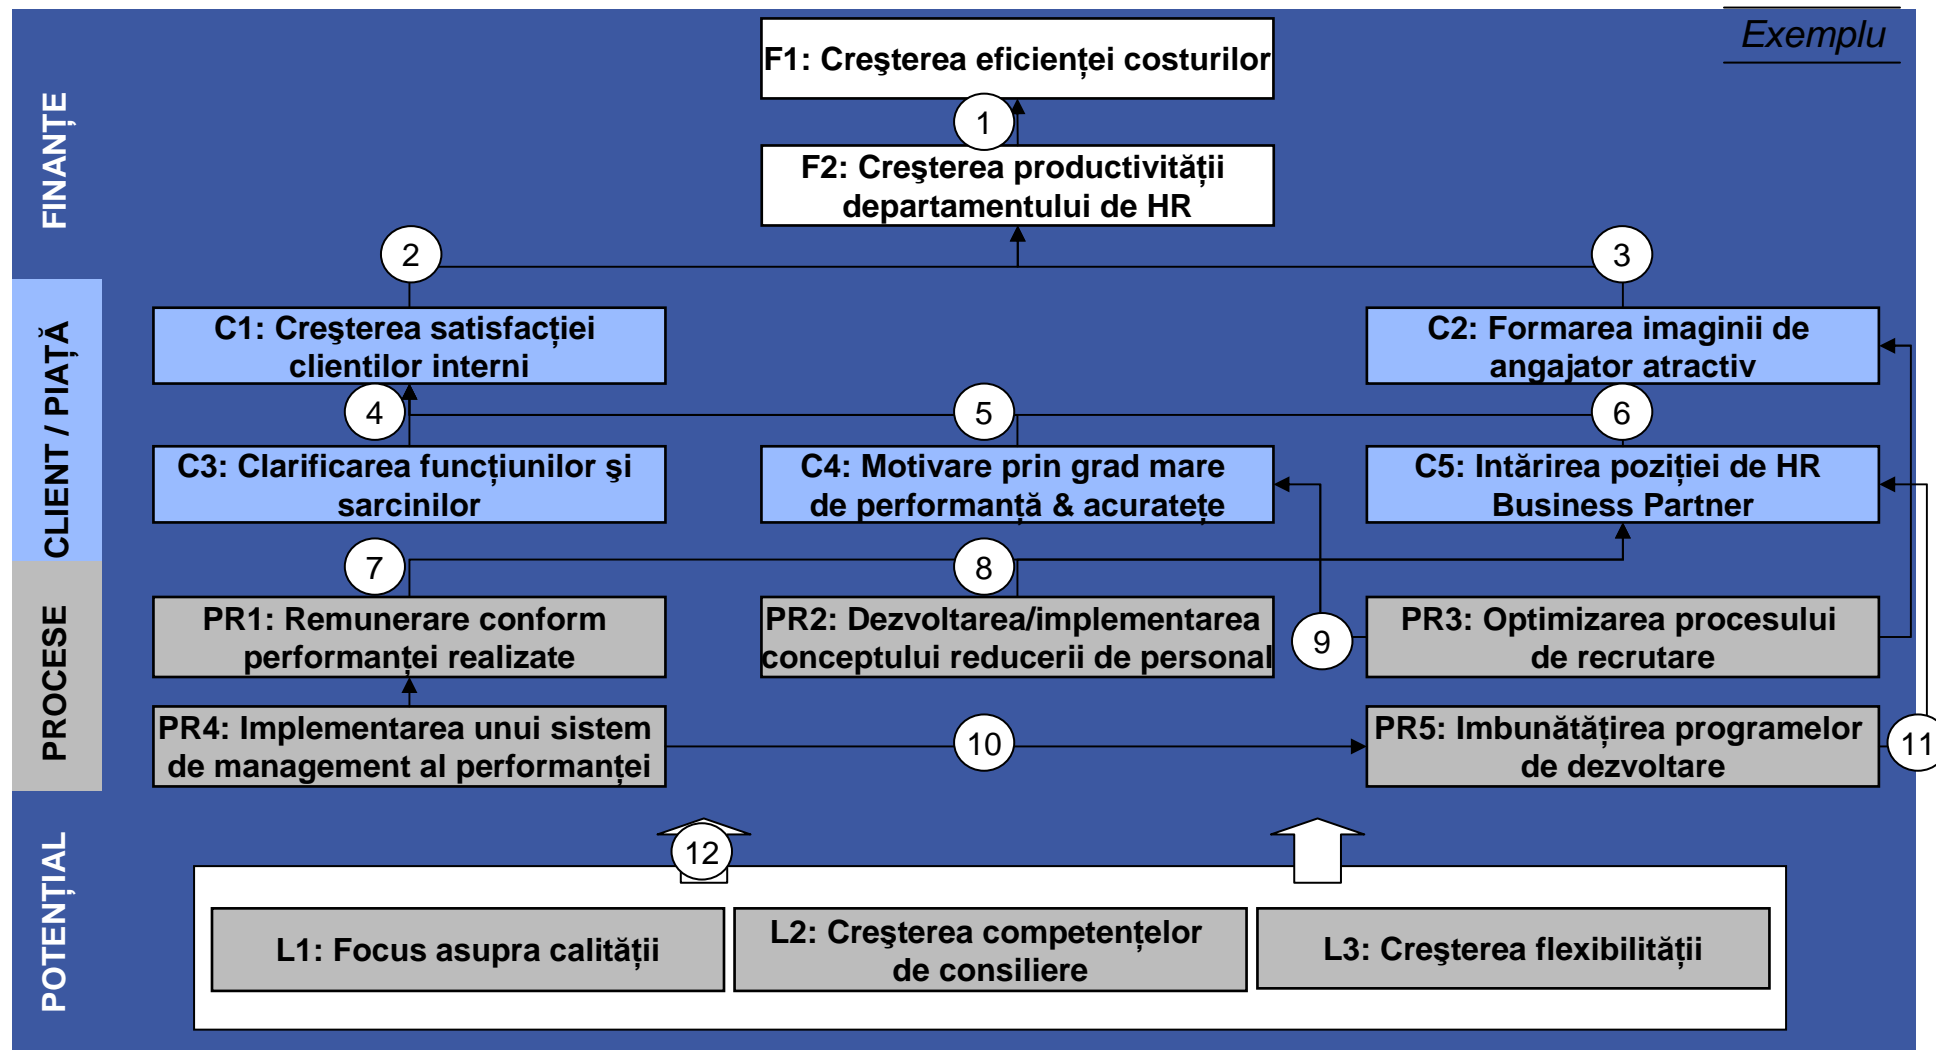 Exemplu
FINANȚE
F1: Creşterea eficienței costurilor
1
F2: Creşterea productivității
departamentului de HR
2
3
CLIENT / PIAȚĂ
C1: Creşterea satisfacției
clientilor interni
C2: Formarea imaginii de
angajator atractiv
4
5
6
C3: Clarificarea funcțiunilor şi
sarcinilor
C4: Motivare prin grad mare
de performanță & acuratețe
C5: Intărirea poziției de HR
Business Partner
7
8
PROCESE
PR1: Remunerare conform
performanței realizate
PR2: Dezvoltarea/implementarea
conceptului reducerii de personal
9
PR3: Optimizarea procesului
de recrutare
PR4: Implementarea unui sistem
de management al performanței
10
PR5: Imbunătățirea programelor
de dezvoltare
11
POTENȚIAL
12
L1: Focus asupra calității
L2: Creşterea competențelor
de consiliere
L3: Creşterea flexibilității